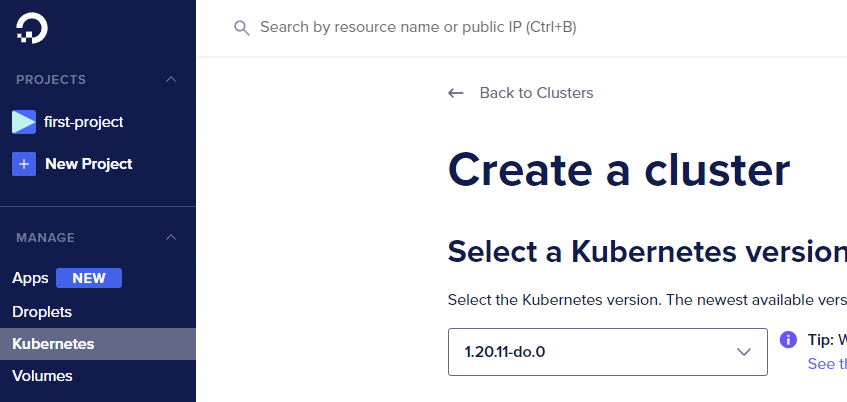 Search by resource name or public IP (Ctrl+B)
PROJECTS
first-project
New Project
MANAGE
Apps NEW
Droplets
Kubernetes
Volumes
Back to Clusters
Create a cluster
Select a Kubernetes version
Select the Kubernetes version. The newest available vers
1.20.11-do.0
Tip: W
See th